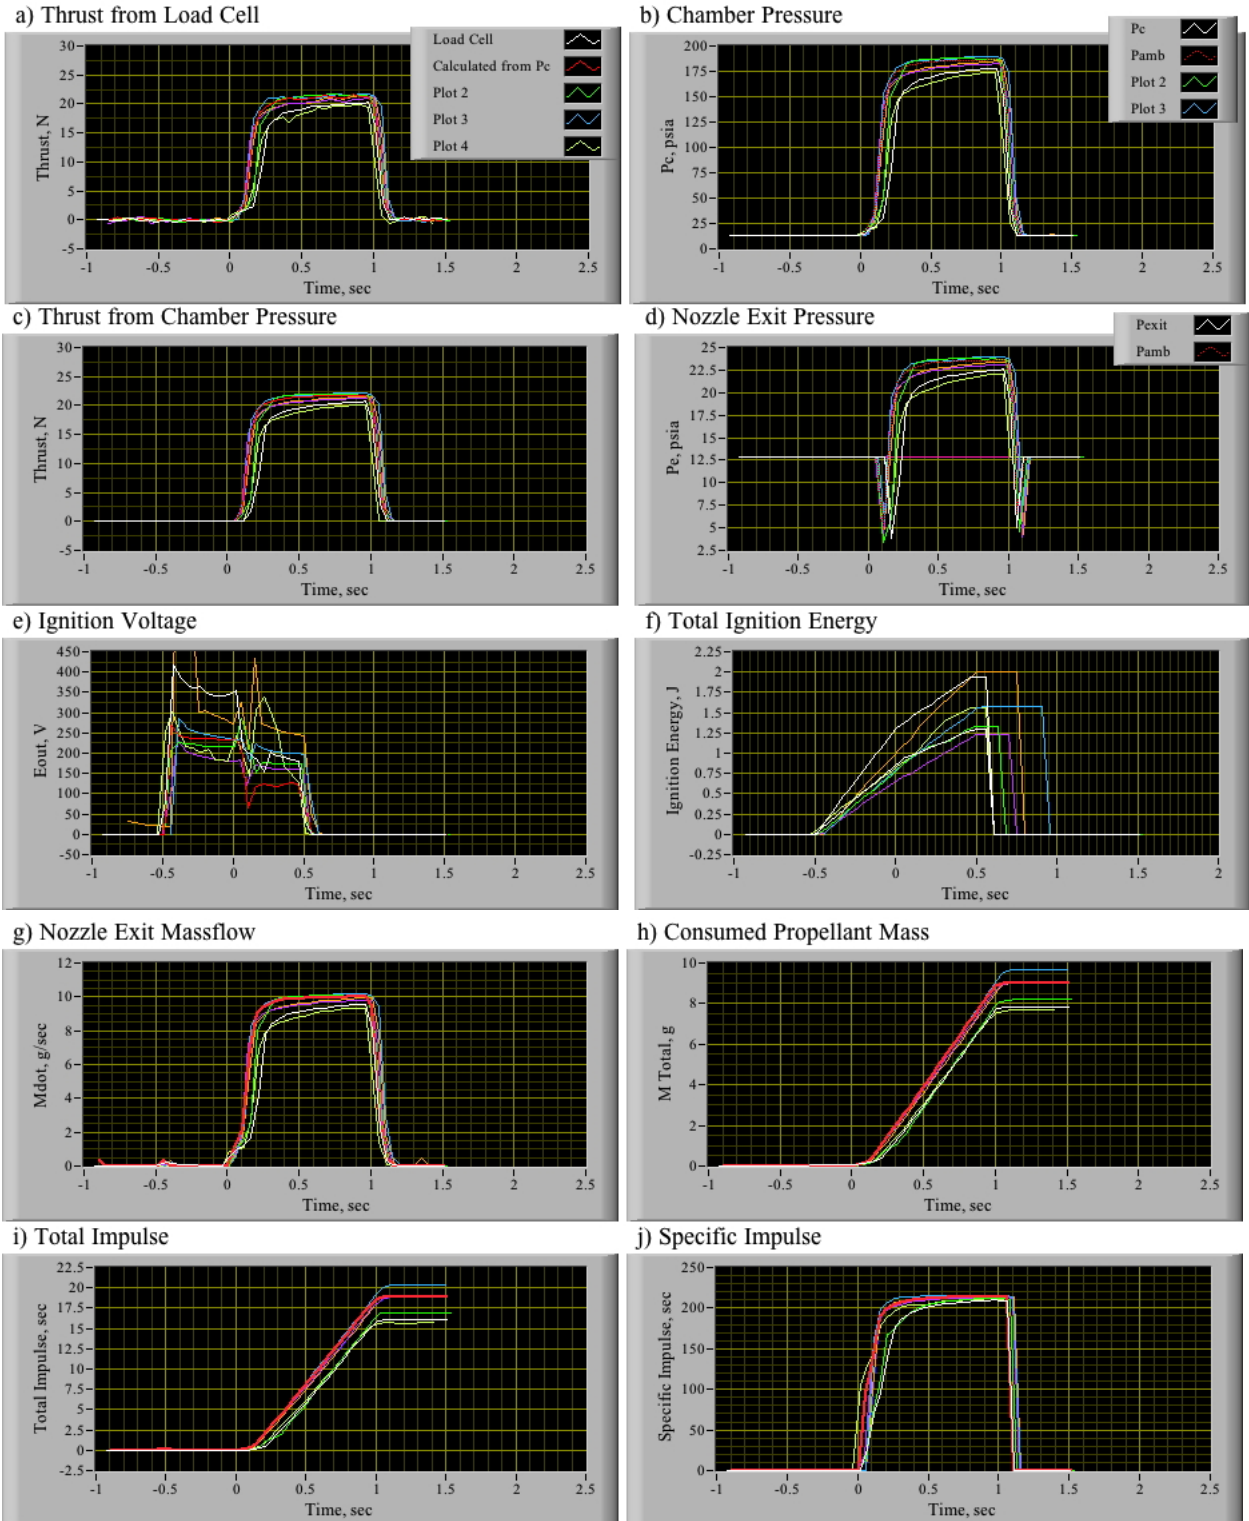 a) Thrust from Load Cell
Load Cell
Calculated from Pc
Plot 2
Plot 3
Plot 4
Thrust, N
30
25
20
15
10
5
0
-5
-1 -0.5 0 0.5 1 1.5 2 2.5
Time, sec
b) Chamber Pressure
Pc
Pamb
Plot 2
Plot 3
Pc, psia
200
175
150
125
100
75
50
25
0
-1 -0.5 0 0.5 1 1.5 2 2.5
Time, sec
c) Thrust from Chamber Pressure
Thrust, N
30
25
20
15
10
5
0
-5
-1 -0.5 0 0.5 1 1.5 2 2.5
Time, sec
d) Nozzle Exit Pressure
Pexit
Pamb
Pe, psia
25
22.5
20
17.5
15
12.5
10
7.5
5
2.5
-1 -0.5 0 0.5 1 1.5 2 2.5
Time, sec
e) Ignition Voltage
Eout, V
450
400
350
300
250
200
150
100
50
0
-50
-1 -0.5 0 0.5 1 1.5 2 2.5
Time, sec
f) Total Ignition Energy
Ignition Energy, J
2.25
2
1.75
1.5
1.25
1
0.75
0.5
0.25
0
-0.25
-1 -0.5 0 0.5 1 1.5 2
Time, sec
g) Nozzle Exit Massflow
Mdot, g/sec
12
10
8
6
4
2
0
-1 -0.5 0 0.5 1 1.5 2 2.5
Time, sec
h) Consumed Propellant Mass
M Total, g
10
8
6
4
2
0
-1 -0.5 0 0.5 1 1.5 2 2.5
Time, sec
i) Total Impulse
Total Impulse, sec
22.5
20
17.5
15
12.5
10
7.5
5
2.5
0
-2.5
-1 -0.5 0 0.5 1 1.5 2 2.5
Time, sec
j) Specific Impulse
Specific Impulse, sec
250
200
150
100
50
0
-1 -0.5 0 0.5 1 1.5 2 2.5
Time, sec